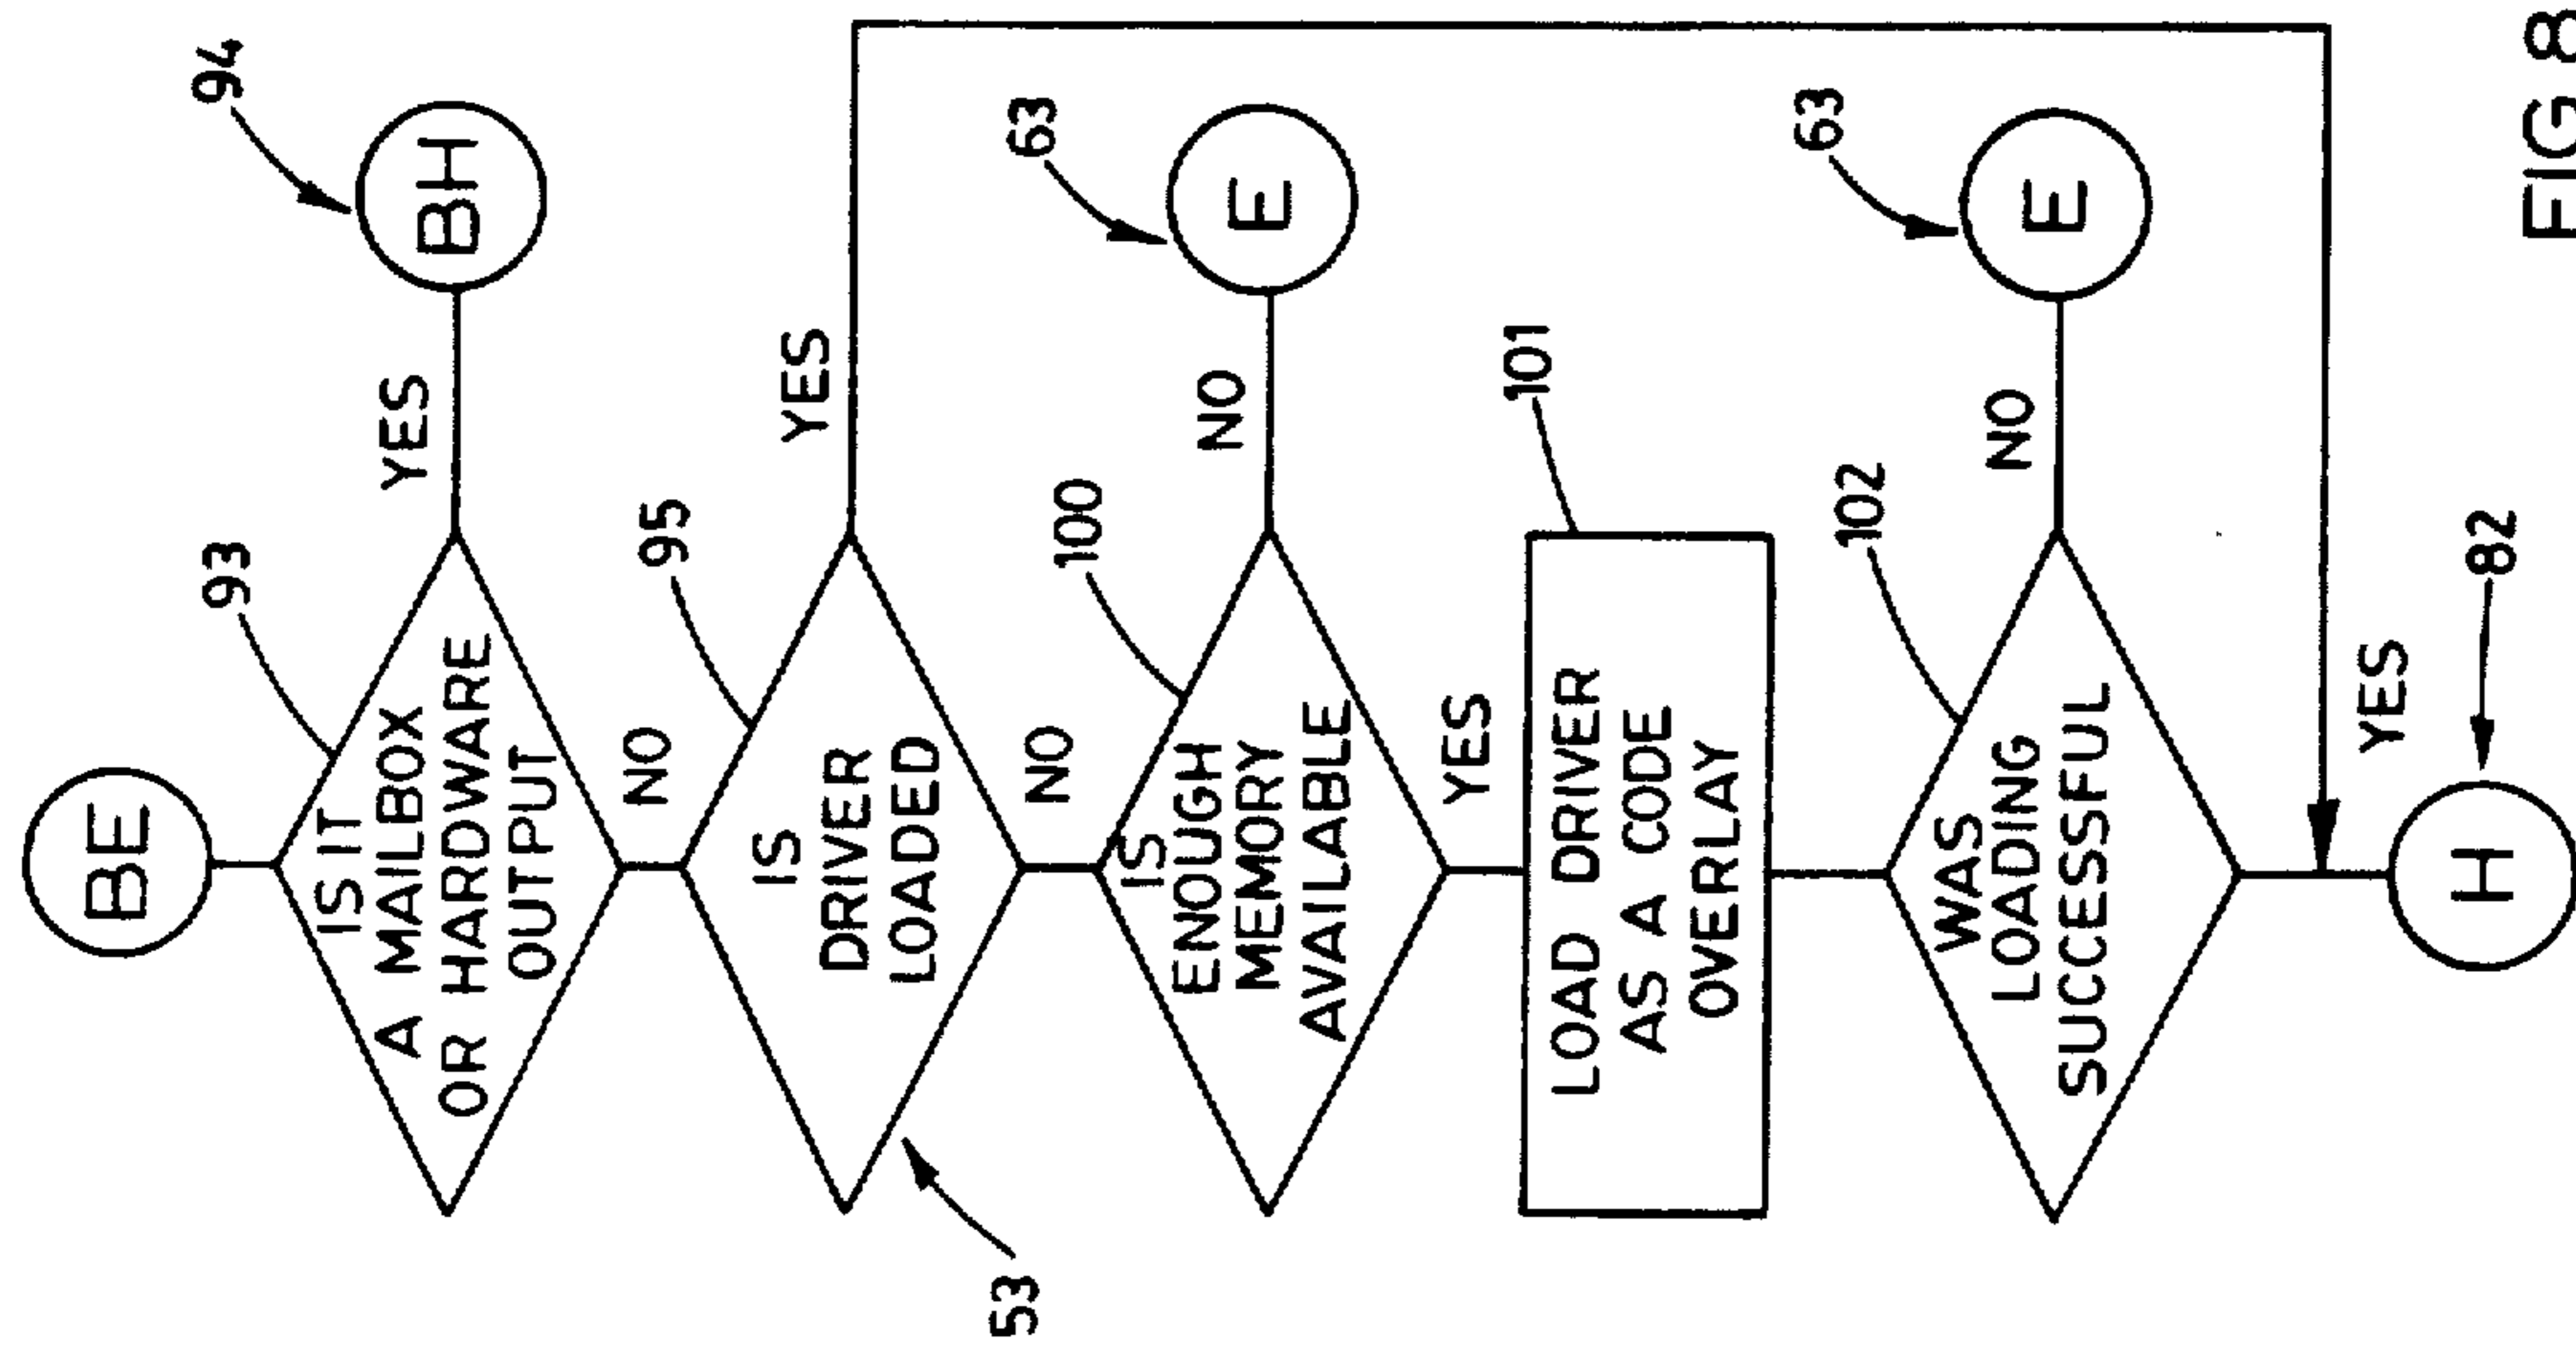 BE
93
IS IT
A MAILBOX
OR HARDWARE
OUTPUT
YES
94
BH
NO
95
IS
DRIVER
LOADED
YES
53
NO
100
IS
ENOUGH
MEMORY
AVAILABLE
NO
63
E
YES
101
LOAD DRIVER
AS A CODE
OVERLAY
102
WAS
LOADING
SUCCESSFUL
NO
63
E
YES
H
82
FIG 8